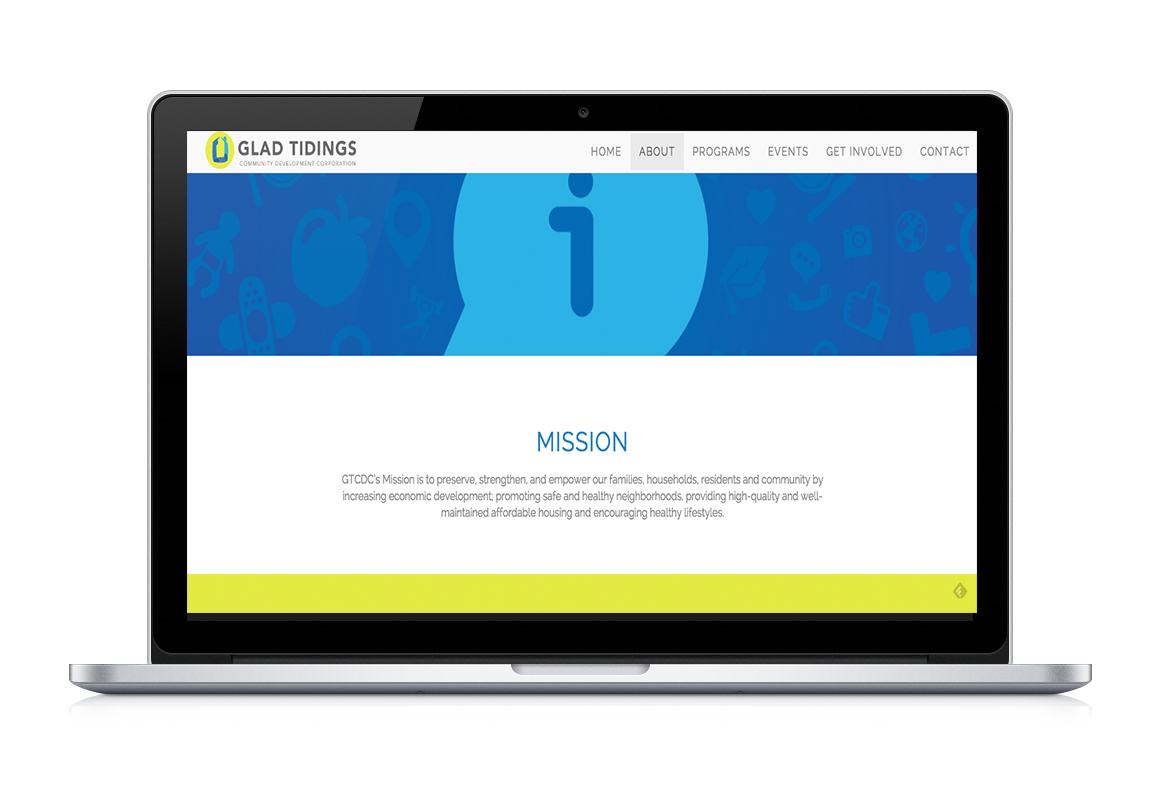 GLAD TIDINGS
COMMUNITY DEVELOPMENT CORPORATION
HOME ABOUT PROGRAMS EVENTS GET INVOLVED CONTACT
i
MISSION
GTCDC's Mission is to preserve, strengthen, and empower our families, households, residents and community by
increasing economic development; promoting safe and healthy neighborhoods, providing high-quality and well-
maintained affordable housing and encouraging healthy lifestyles.